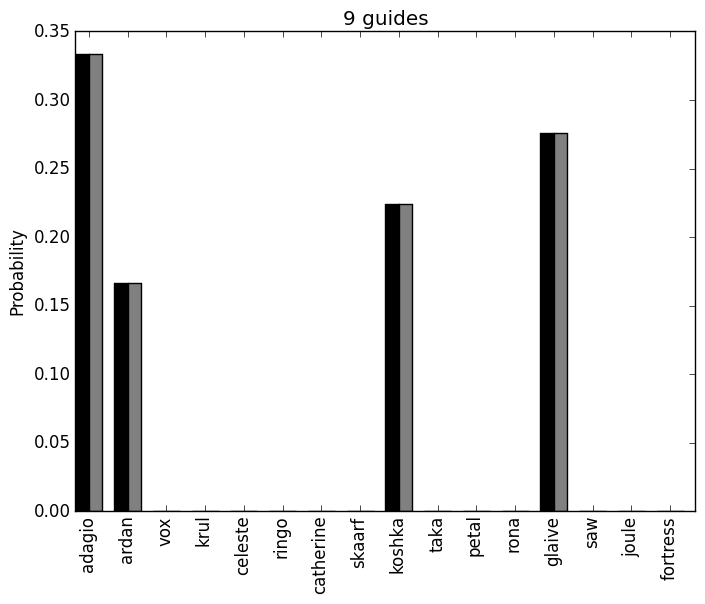 9 guides
Probability
0.35
0.30
0.25
0.20
0.15
0.10
0.05
0.00
adagio
ardan
vox
krul
celeste
ringo
catherine
skaarf
koshka
taka
petal
rona
glaive
saw
joule
fortress